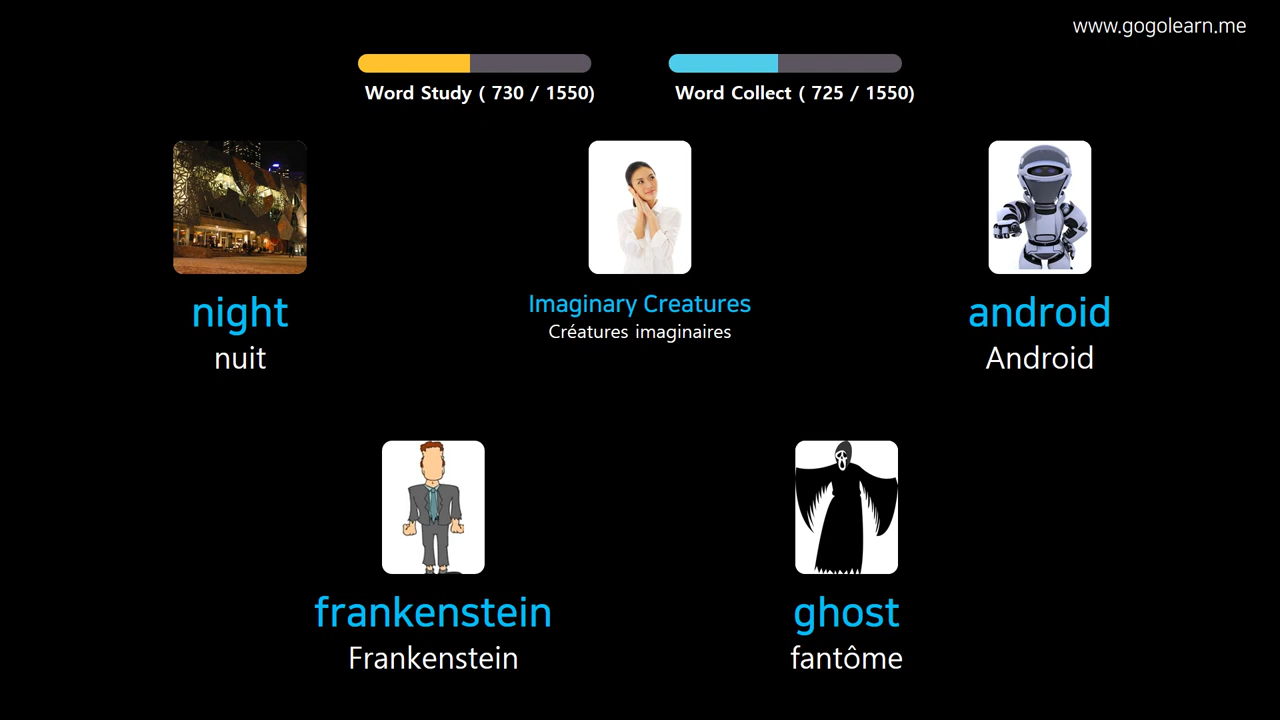 www.gogolearn.me
Word Study ( 730 / 1550)
Word Collect ( 725 / 1550)
night
nuit
Imaginary Creatures
Créatures imaginaires
android
Android
frankenstein
Frankenstein
ghost
fantôme